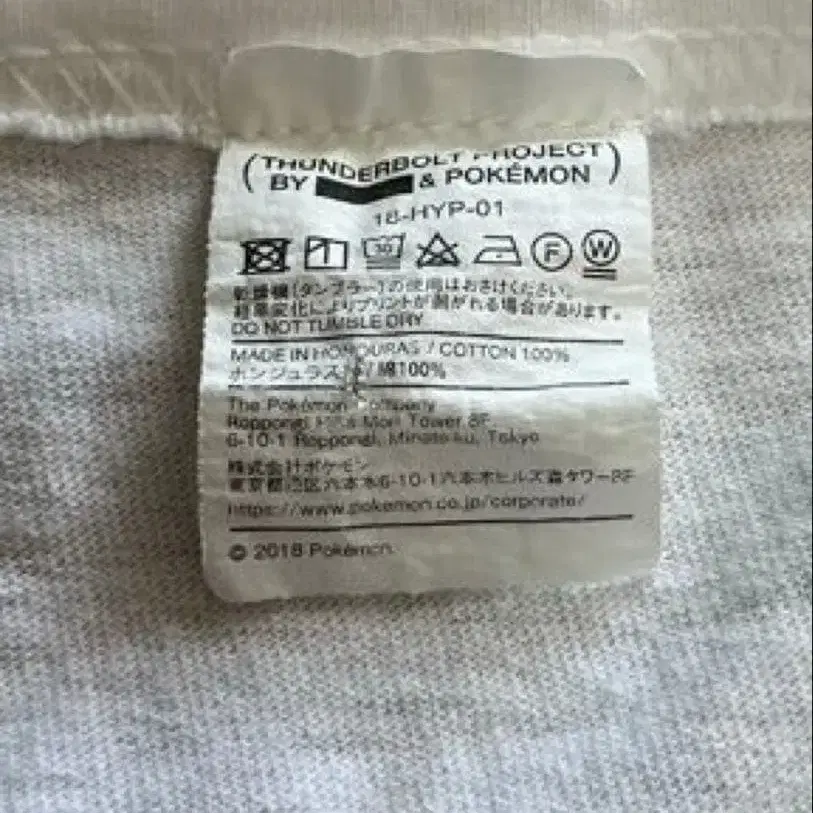 (THUNDERBOLT PROJECT
BY & POKÉMON)
18-HYP-01
30
F W
乾燥機(タンブラー)の使用はおさけください。
経年変化によりプリントが剥がれる場合があります。
DO NOT TUMBLE DRY
MADE IN HONDURAS / COTTON 100%
ホンジュラス製 / 綿100%
The Pokémon Company
Roppongi Hills Mori Tower 8F
6-10-1 Roppongi, Minato-ku, Tokyo
株式会社ポケモン
東京都港区六本木6-10-1六本木ヒルズ森タワー8F
https://www.pokemon.co.jp/corporate/
© 2018 Pokémon.